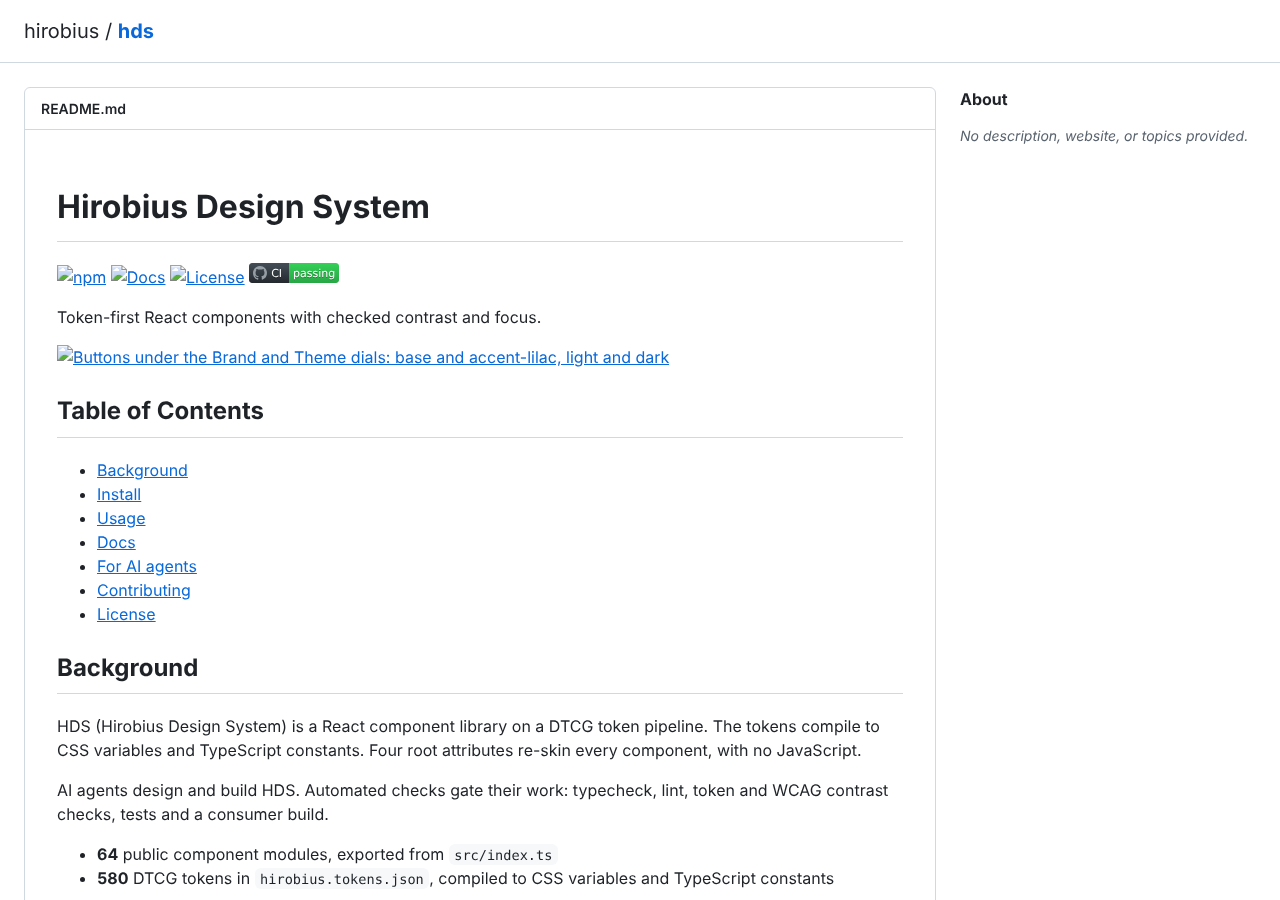 hirobius / hds
README.md
About
No description, website, or topics provided.
Hirobius Design System
npm Docs License CI passing
Token-first React components with checked contrast and focus.
Buttons under the Brand and Theme dials: base and accent-lilac, light and dark
Table of Contents
Background
Install
Usage
Docs
For AI agents
Contributing
License
Background
HDS (Hirobius Design System) is a React component library on a DTCG token pipeline. The tokens compile to
CSS variables and TypeScript constants. Four root attributes re-skin every component, with no JavaScript.
AI agents design and build HDS. Automated checks gate their work: typecheck, lint, token and WCAG contrast
checks, tests and a consumer build.
64 public component modules, exported from src/index.ts
580 DTCG tokens in hirobius.tokens.json, compiled to CSS variables and TypeScript constants